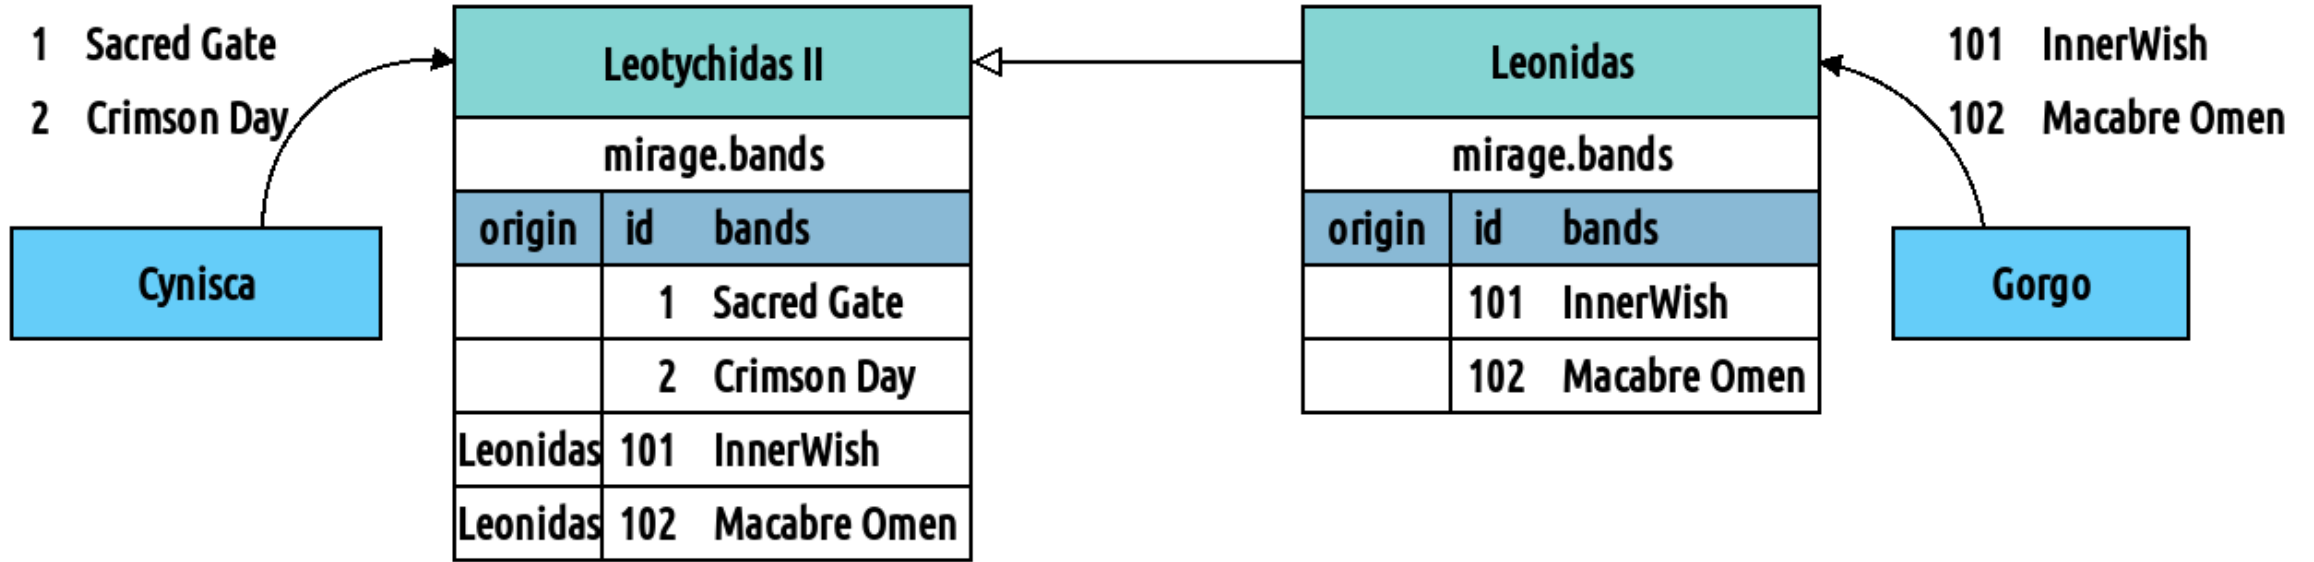 1 Sacred Gate
2 Crimson Day
Cynisca
Leotychidas II
mirage.bands
origin id bands
1 Sacred Gate
2 Crimson Day
Leonidas 101 InnerWish
Leonidas 102 Macabre Omen
Leonidas
mirage.bands
origin id bands
101 InnerWish
102 Macabre Omen
101 InnerWish
102 Macabre Omen
Gorgo